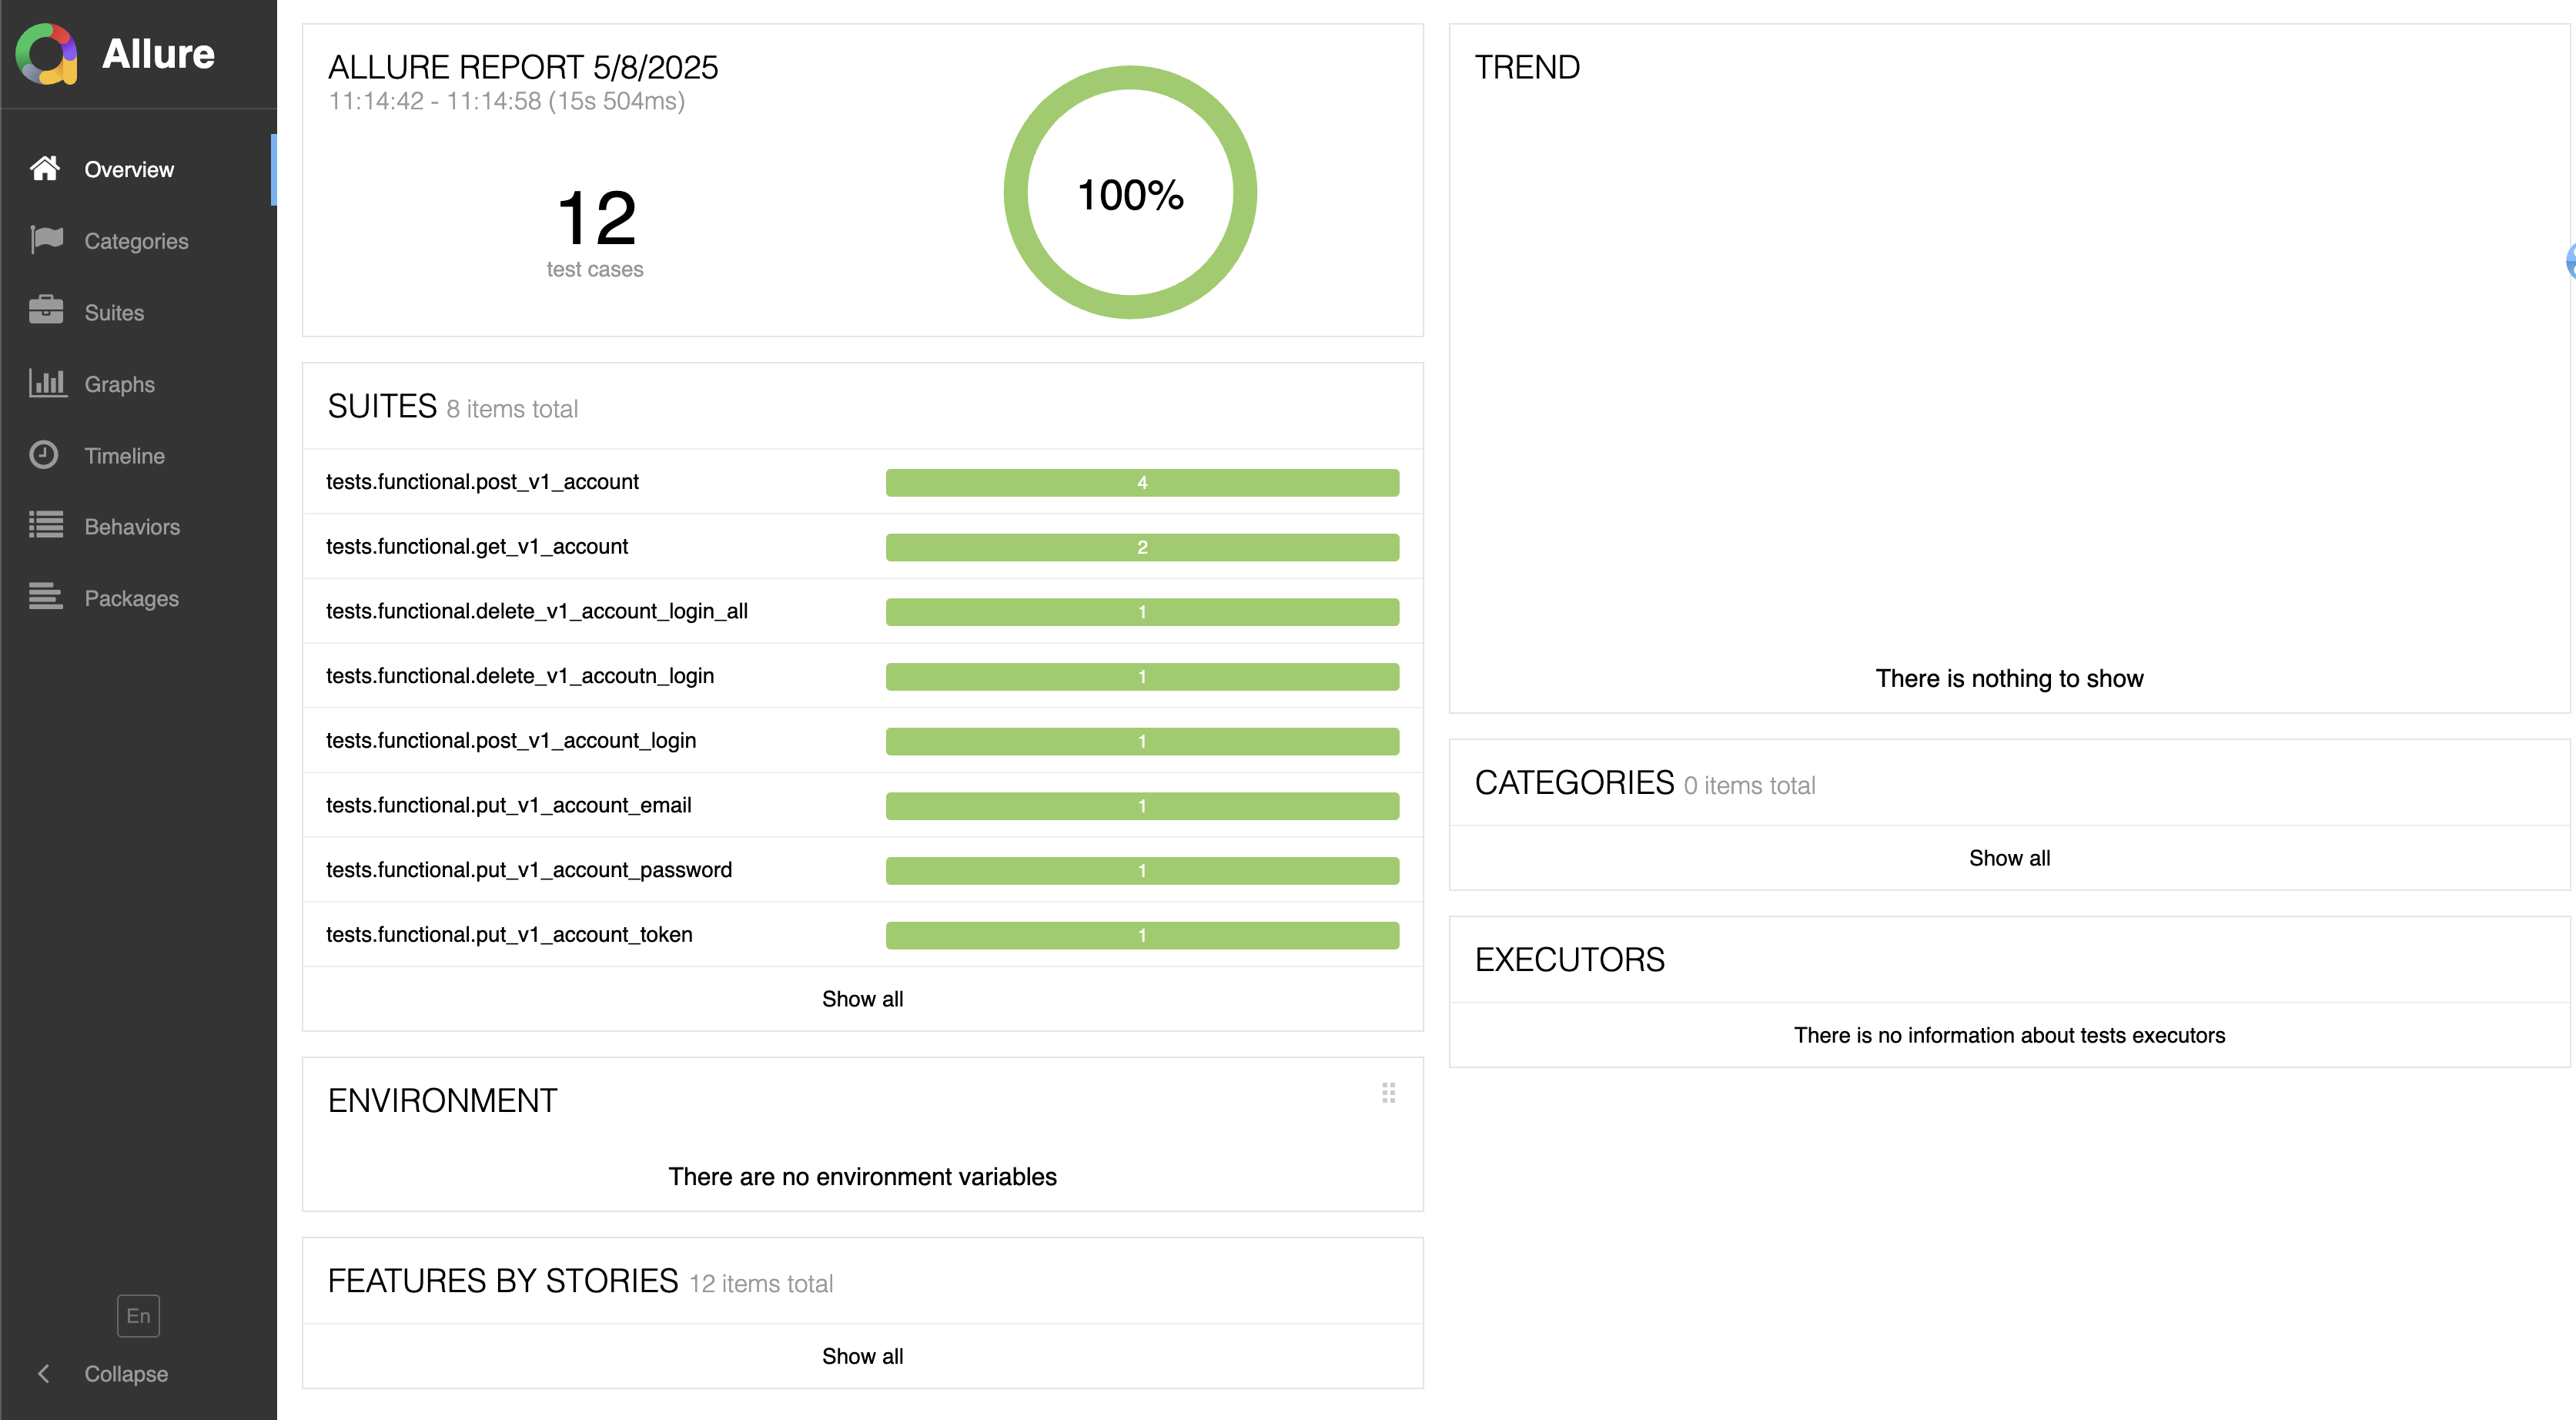 Allure
Overview
Categories
Suites
Graphs
Timeline
Behaviors
Packages
En
Collapse
ALLURE REPORT 5/8/2025
11:14:42 - 11:14:58 (15s 504ms)
12
test cases
100%
SUITES 8 items total
tests.functional.post_v1_account 4
tests.functional.get_v1_account 2
tests.functional.delete_v1_account_login_all 1
tests.functional.delete_v1_accoutn_login 1
tests.functional.post_v1_account_login 1
tests.functional.put_v1_account_email 1
tests.functional.put_v1_account_password 1
tests.functional.put_v1_account_token 1
Show all
ENVIRONMENT
There are no environment variables
FEATURES BY STORIES 12 items total
Show all
TREND
There is nothing to show
CATEGORIES 0 items total
Show all
EXECUTORS
There is no information about tests executors